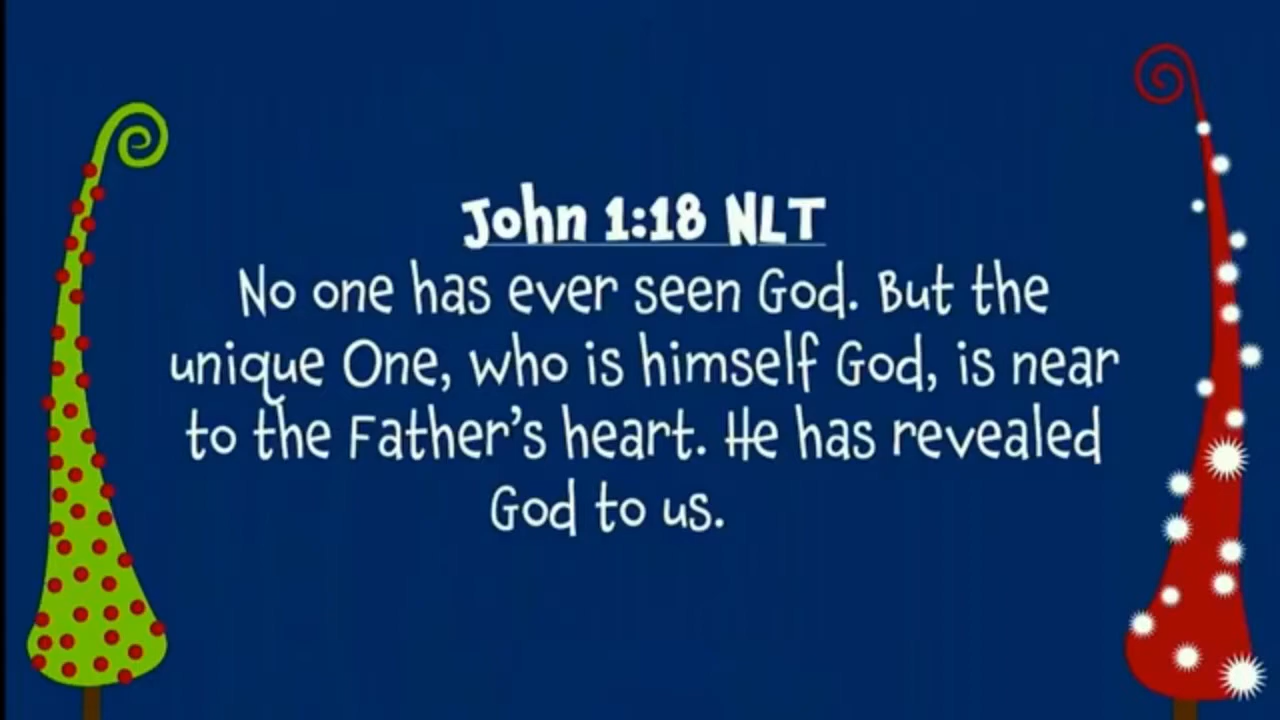 John 1:18 NLT
No one has ever seen God. But the
unique One, who is himself God, is near
to the Father's heart. He has revealed
God to us.